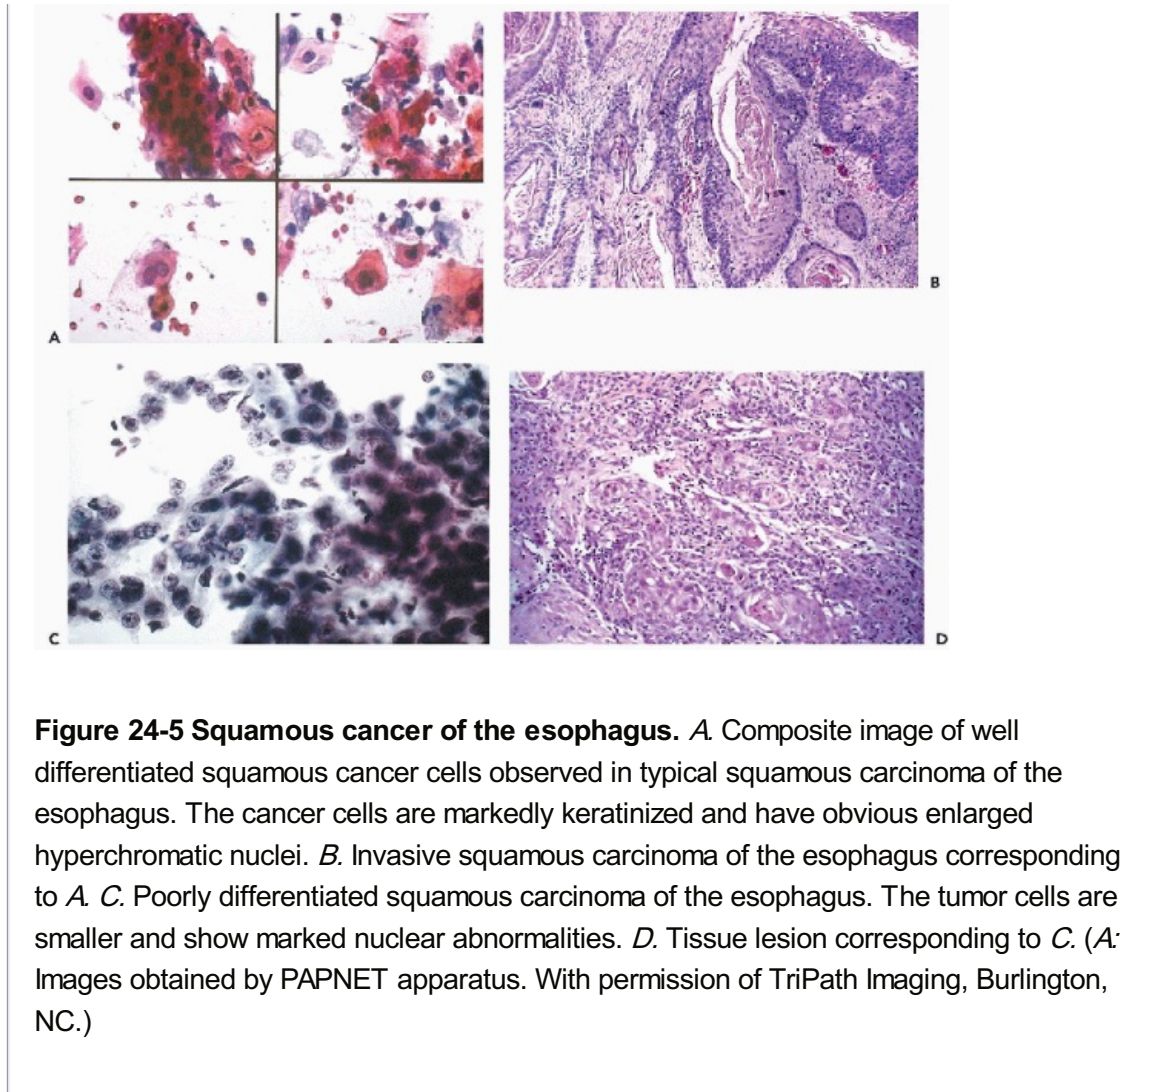 A
B
C
D
Figure 24-5 Squamous cancer of the esophagus. A. Composite image of well
differentiated squamous cancer cells observed in typical squamous carcinoma of the
esophagus. The cancer cells are markedly keratinized and have obvious enlarged
hyperchromatic nuclei. B. Invasive squamous carcinoma of the esophagus corresponding
to A. C. Poorly differentiated squamous carcinoma of the esophagus. The tumor cells are
smaller and show marked nuclear abnormalities. D. Tissue lesion corresponding to C. (A:
Images obtained by PAPNET apparatus. With permission of TriPath Imaging, Burlington,
NC.)